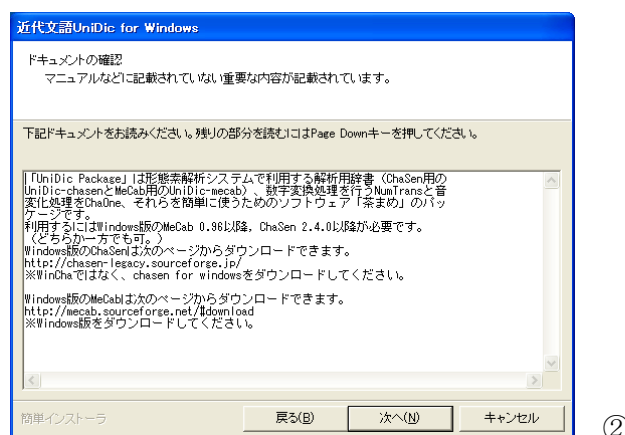 近代文語UniDic for Windows
ドキュメントの確認
マニュアルなどに記載されていない重要な内容が記載されています。
下記ドキュメントをお読みください。残りの部分を読むにはPage Downキーを押してください。
「UniDic Package」は形態素解析システムで利用する解析用辞書(ChaSen用の
UniDic-chasenとMeCab用のUniDic-mecab)、数字変換処理を行うNumTransと音
変化処理をChaOne、それらを簡単に使うためのソフトウェア「茶まめ」のパッ
ケージです。
利用するにはWindows版のMeCab 0.96以降, ChaSen 2.4.0以降が必要です。
(どちらか一方でも可。)
Windows版のChaSenは次のページからダウンロードできます。
http://chasen-legacy.sourceforge.jp/
※WinChaではなく、chasen for windowsをダウンロードしてください。
Windows版のMeCabは次のページからダウンロードできます。
http://mecab.sourceforge.net/#download
※Windows版をダウンロードしてください。
簡単インストーラ
戻る(B)
次へ(N)
キャンセル
②